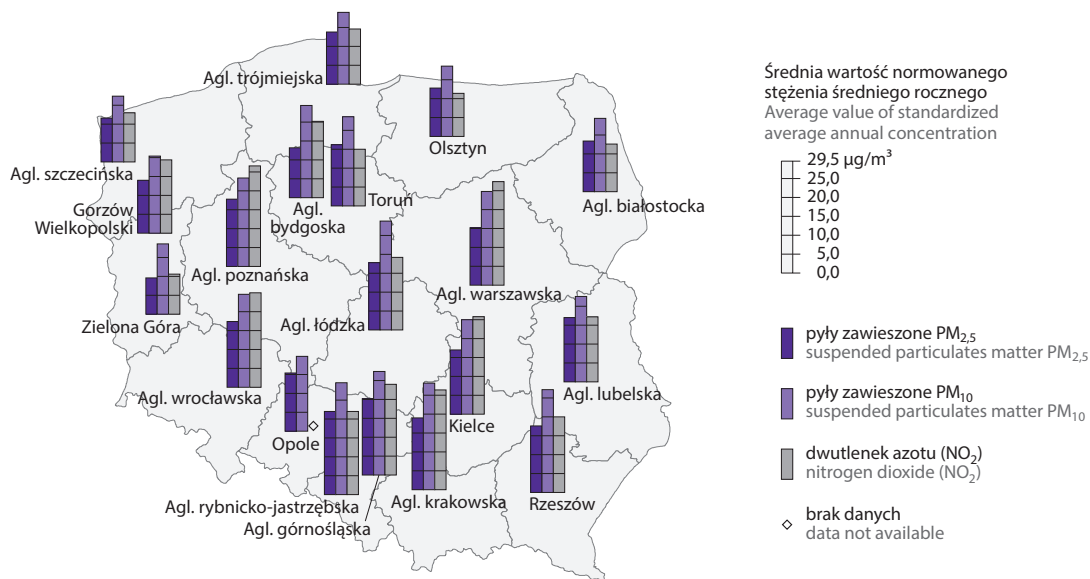 Agl. trójmiejska
Olsztyn
Agl. szczecińska
Agl. białostocka
Gorzów
Wielkopolski
Agl.
bydgoska
Toruń
Agl. poznańska
Agl. warszawska
Zielona Góra
Agl. łódzka
Agl. wrocławska
Agl. lubelska
Opole
Kielce
Agl. rybnicko-jastrzębska
Agl. górnośląska
Agl. krakowska
Rzeszów
Średnia wartość normowanego
stężenia średniego rocznego
Average value of standardized
average annual concentration
29,5 µg/m³
25,0
20,0
15,0
10,0
5,0
0,0
pyły zawieszone PM2,5
suspended particulates matter PM2,5
pyły zawieszone PM10
suspended particulates matter PM10
dwutlenek azotu (NO2)
nitrogen dioxide (NO2)
brak danych
data not available